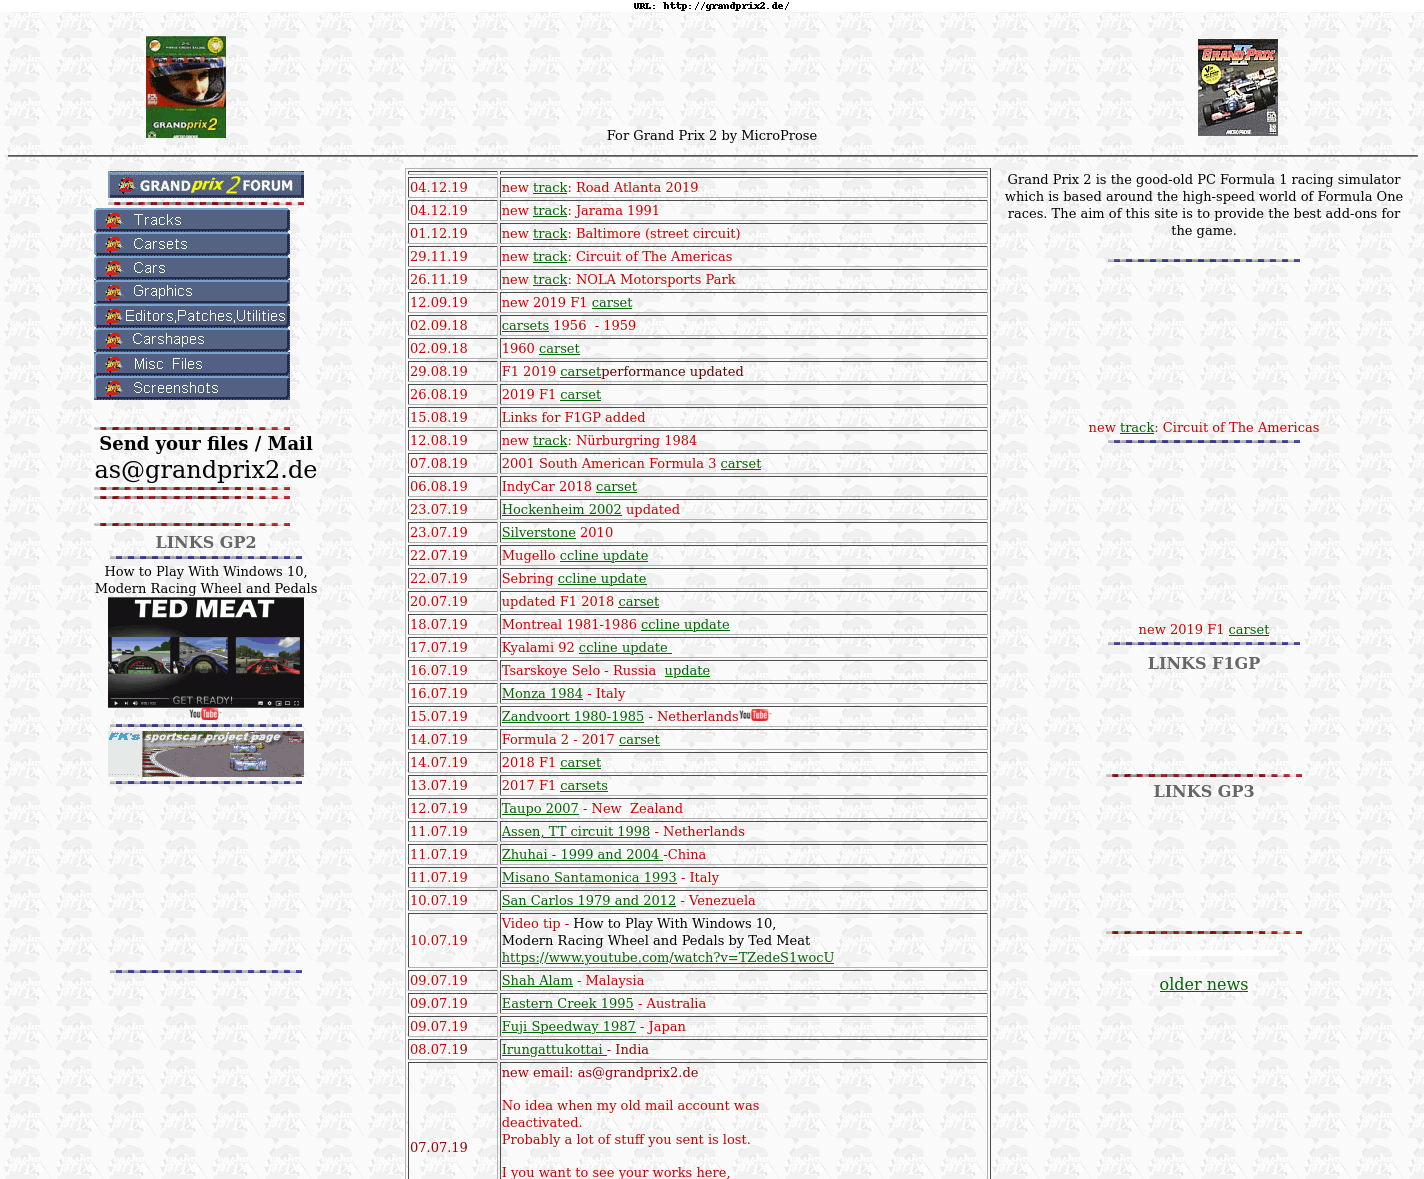 URL: http://grandprix2.de/
GRANDPRIX 2
MICRO PROSE
GRAND PRIX
II
MICRO PROSE
For Grand Prix 2 by MicroProse
GRANDprix 2 FORUM
Tracks
Carsets
Cars
Graphics
Editors,Patches,Utilities
Carshapes
Misc Files
Screenshots
Send your files / Mail
as@grandprix2.de
LINKS GP2
How to Play With Windows 10,
Modern Racing Wheel and Pedals
TED MEAT
GET READY!
YouTube
FK's sportscar project page
04.12.19 new track: Road Atlanta 2019
04.12.19 new track: Jarama 1991
01.12.19 new track: Baltimore (street circuit)
29.11.19 new track: Circuit of The Americas
26.11.19 new track: NOLA Motorsports Park
12.09.19 new 2019 F1 carset
02.09.18 carsets 1956 - 1959
02.09.18 1960 carset
29.08.19 F1 2019 carsetperformance updated
26.08.19 2019 F1 carset
15.08.19 Links for F1GP added
12.08.19 new track: Nürburgring 1984
07.08.19 2001 South American Formula 3 carset
06.08.19 IndyCar 2018 carset
23.07.19 Hockenheim 2002 updated
23.07.19 Silverstone 2010
22.07.19 Mugello ccline update
22.07.19 Sebring ccline update
20.07.19 updated F1 2018 carset
18.07.19 Montreal 1981-1986 ccline update
17.07.19 Kyalami 92 ccline update
16.07.19 Tsarskoye Selo - Russia update
16.07.19 Monza 1984 - Italy
15.07.19 Zandvoort 1980-1985 - Netherlands YouTube
14.07.19 Formula 2 - 2017 carset
14.07.19 2018 F1 carset
13.07.19 2017 F1 carsets
12.07.19 Taupo 2007 - New Zealand
11.07.19 Assen, TT circuit 1998 - Netherlands
11.07.19 Zhuhai - 1999 and 2004 -China
11.07.19 Misano Santamonica 1993 - Italy
10.07.19 San Carlos 1979 and 2012 - Venezuela
10.07.19 Video tip - How to Play With Windows 10,
Modern Racing Wheel and Pedals by Ted Meat
https://www.youtube.com/watch?v=TZedeS1wocU
09.07.19 Shah Alam - Malaysia
09.07.19 Eastern Creek 1995 - Australia
09.07.19 Fuji Speedway 1987 - Japan
08.07.19 Irungattukottai - India
07.07.19 new email: as@grandprix2.de
No idea when my old mail account was
deactivated.
Probably a lot of stuff you sent is lost.
I you want to see your works here,
Grand Prix 2 is the good-old PC Formula 1 racing simulator
which is based around the high-speed world of Formula One
races. The aim of this site is to provide the best add-ons for
the game.
new track: Circuit of The Americas
new 2019 F1 carset
LINKS F1GP
LINKS GP3
older news